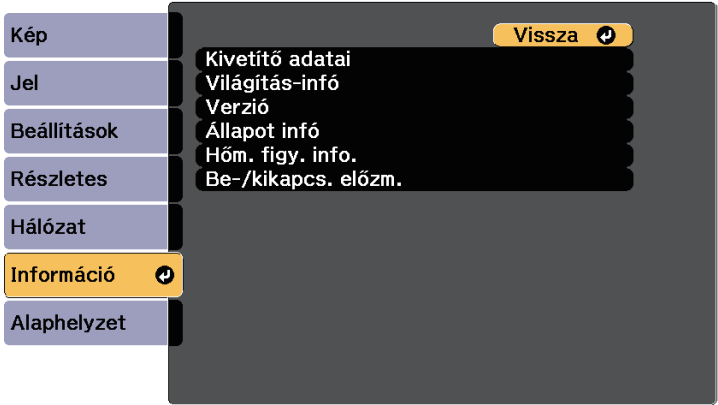 Kép
Jel
Beállítások
Részletes
Hálózat
Információ
Alaphelyzet
Vissza
Kivetítő adatai
Világítás-infó
Verzió
Állapot infó
Hőm. figy. info.
Be-/kikapcs. előzm.